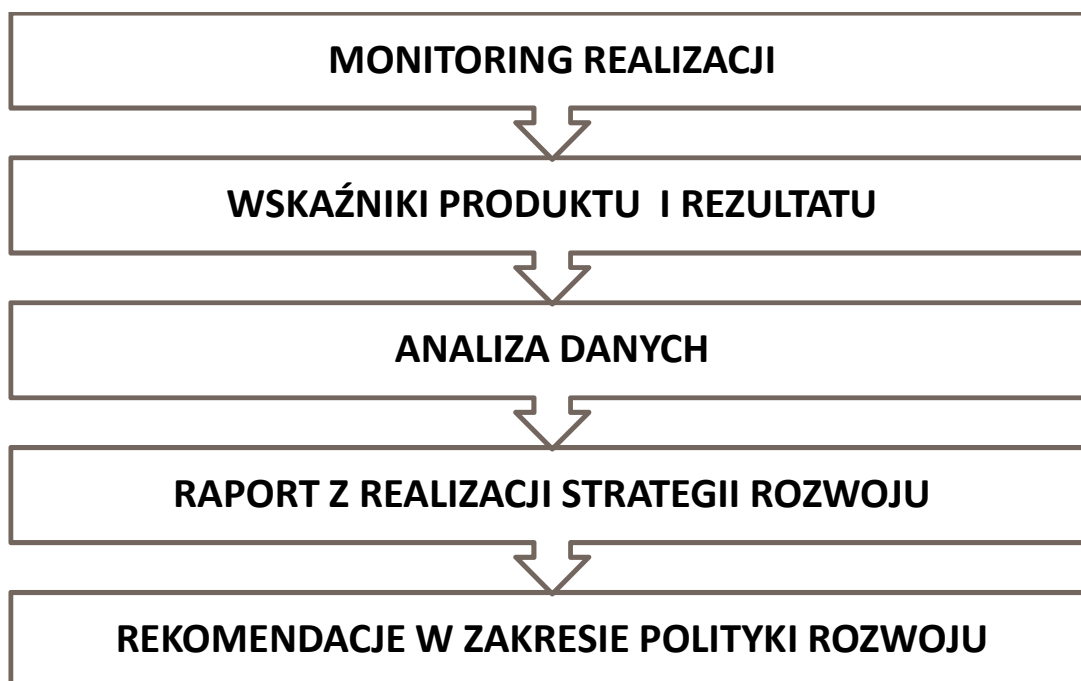 MONITORING REALIZACJI
WSKAŹNIKI PRODUKTU  I REZULTATU
ANALIZA DANYCH
RAPORT Z REALIZACJI STRATEGII ROZWOJU
REKOMENDACJE W ZAKRESIE POLITYKI ROZWOJU